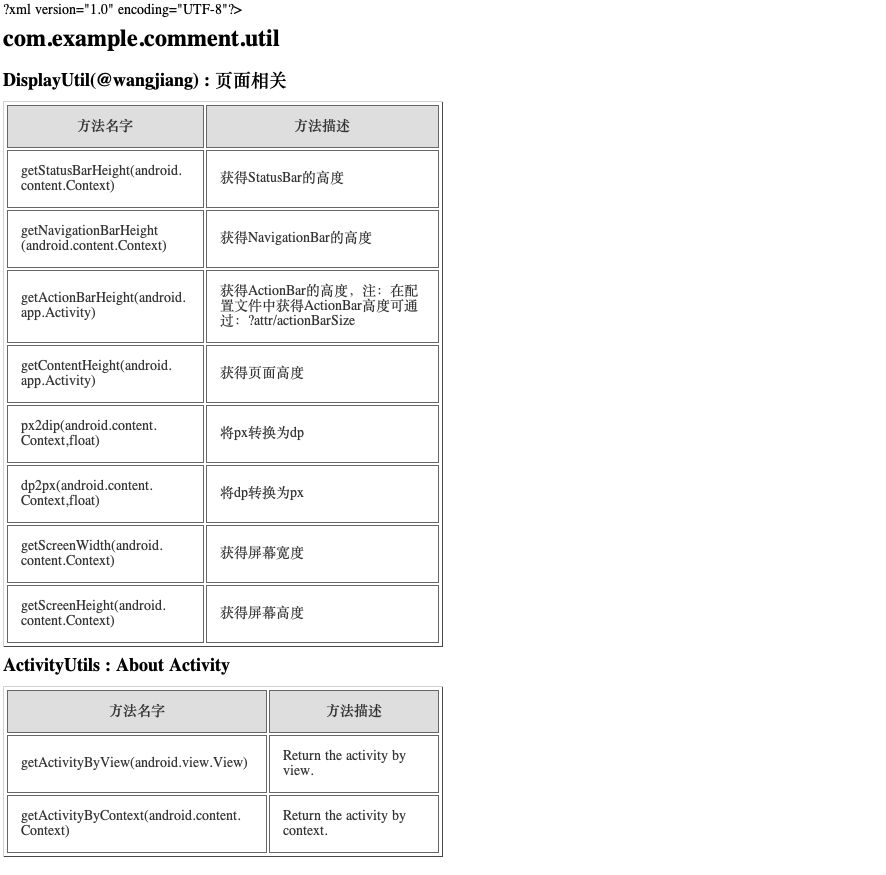 ?xml version="1.0" encoding="UTF-8"?>
com.example.comment.util
DisplayUtil(@wangjiang) : 页面相关
方法名字
方法描述
getStatusBarHeight(android.
content.Context)
获得StatusBar的高度
getNavigationBarHeight
(android.content.Context)
获得NavigationBar的高度
getActionBarHeight(android.
app.Activity)
获得ActionBar的高度，注：在配
置文件中获得ActionBar高度可通
过：?attr/actionBarSize
getContentHeight(android.
app.Activity)
获得页面高度
px2dip(android.content.
Context,float)
将px转换为dp
dp2px(android.content.
Context,float)
将dp转换为px
getScreenWidth(android.
content.Context)
获得屏幕宽度
getScreenHeight(android.
content.Context)
获得屏幕高度
ActivityUtils : About Activity
方法名字
方法描述
getActivityByView(android.view.View)
Return the activity by
view.
getActivityByContext(android.content.
Context)
Return the activity by
context.